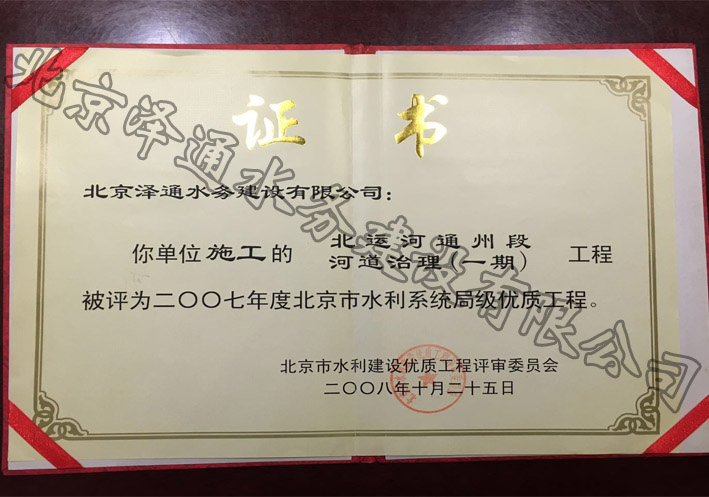 证书
北京泽通水务建设有限公司：
你单位施工的 北运河通州段 工程
河道治理(一期)
被评为二〇〇七年度北京市水利系统局级优质工程。
北京市水利建设优质工程评审委员会
二〇〇八年十月二十五日
北京泽通水务建设有限公司